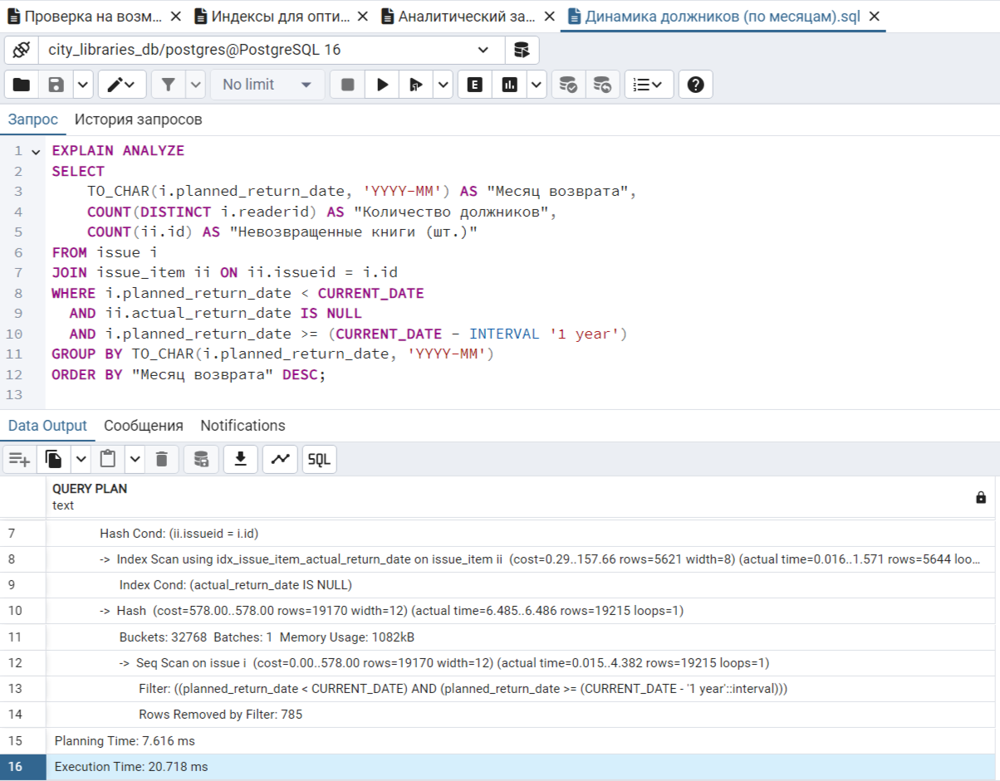 Проверка на возм... Индексы для опти... Аналитический за... Динамика должников (по месяцам).sql
city_libraries_db/postgres@PostgreSQL 16
No limit E
Запрос История запросов
1 EXPLAIN ANALYZE
2 SELECT
3 TO_CHAR(i.planned_return_date, 'YYYY-MM') AS "Месяц возврата",
4 COUNT(DISTINCT i.readerid) AS "Количество должников",
5 COUNT(ii.id) AS "Невозвращенные книги (шт.)"
6 FROM issue i
7 JOIN issue_item ii ON ii.issueid = i.id
8 WHERE i.planned_return_date < CURRENT_DATE
9 AND ii.actual_return_date IS NULL
10 AND i.planned_return_date >= (CURRENT_DATE - INTERVAL '1 year')
11 GROUP BY TO_CHAR(i.planned_return_date, 'YYYY-MM')
12 ORDER BY "Месяц возврата" DESC;
13
Data Output Сообщения Notifications
SQL
QUERY PLAN
text
7 Hash Cond: (ii.issueid = i.id)
8 -> Index Scan using idx_issue_item_actual_return_date on issue_item ii (cost=0.29..157.66 rows=5621 width=8) (actual time=0.016..1.571 rows=5644 loo...
9 Index Cond: (actual_return_date IS NULL)
10 -> Hash (cost=578.00..578.00 rows=19170 width=12) (actual time=6.485..6.486 rows=19215 loops=1)
11 Buckets: 32768 Batches: 1 Memory Usage: 1082kB
12 -> Seq Scan on issue i (cost=0.00..578.00 rows=19170 width=12) (actual time=0.015..4.382 rows=19215 loops=1)
13 Filter: ((planned_return_date < CURRENT_DATE) AND (planned_return_date >= (CURRENT_DATE - '1 year'::interval)))
14 Rows Removed by Filter: 785
15 Planning Time: 7.616 ms
16 Execution Time: 20.718 ms